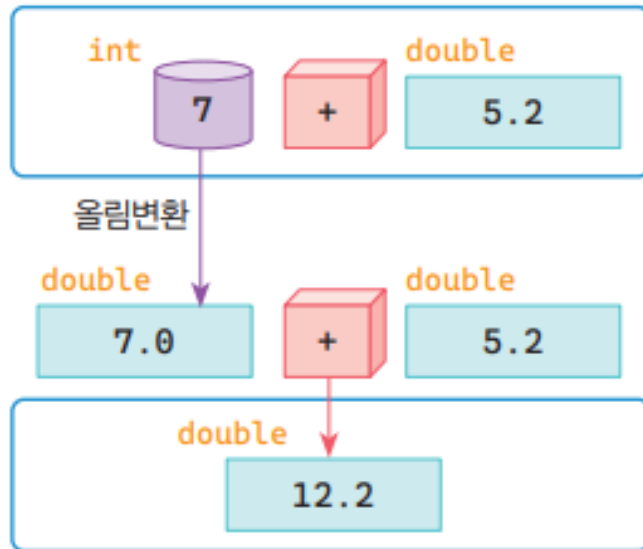 int double
7 + 5.2
올림변환
double double
7.0 + 5.2
double
12.2